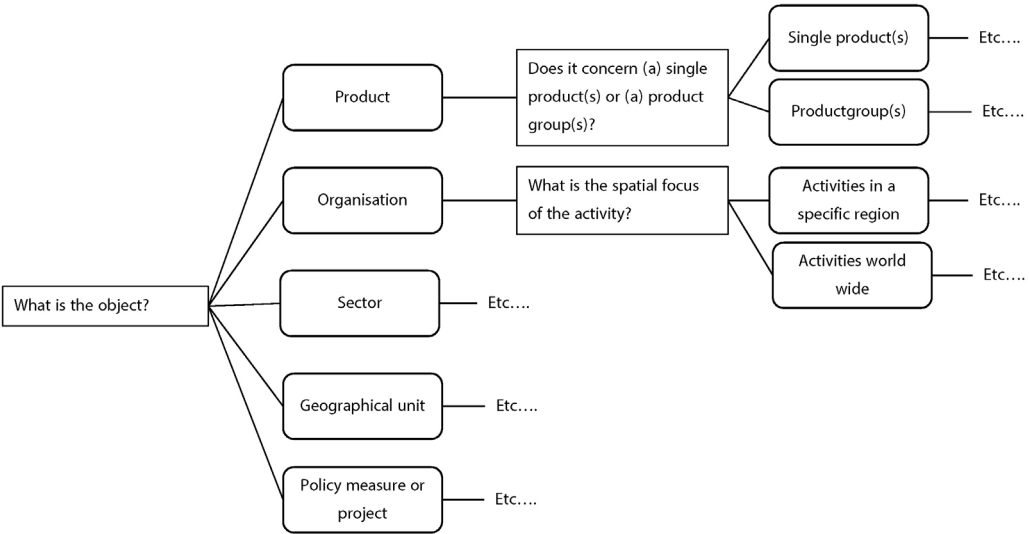 What is the object?
Product
Does it concern (a) single
product(s) or (a) product
group(s)?
Single product(s)
Etc....
Productgroup(s)
Etc....
Organisation
What is the spatial focus
of the activity?
Activities in a
specific region
Etc....
Activities world
wide
Etc....
Sector
Etc....
Geographical unit
Etc....
Policy measure or
project
Etc....